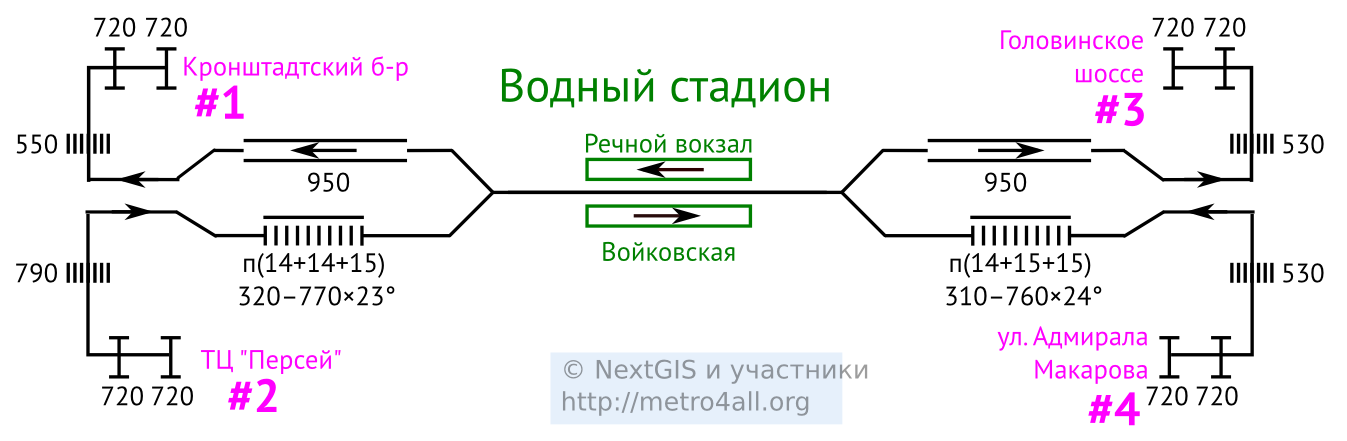 720 720
Кронштадтский б-р
#1
550
950
Водный стадион
Речной вокзал
Войковская
720 720
Головинское
шоссе
#3
530
950
790
п(14+14+15)
320–770×23°
ТЦ "Персей"
#2
720 720
п(14+15+15)
310–760×24°
530
ул. Адмирала
Макарова
#4
720 720
© NextGIS и участники
http://metro4all.org